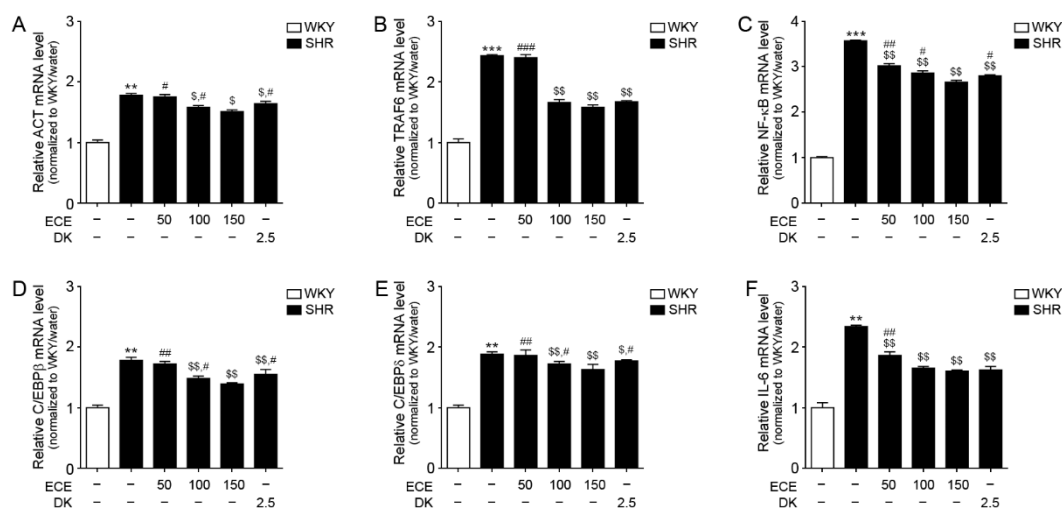 A
Relative ACT mRNA level
(normalized to WKY/water)
3
2
1
0
** # $,# $ $,#
WKY
SHR
ECE – – 50 100 150 –
DK – – – – – 2.5
B
Relative TRAF6 mRNA level
(normalized to WKY/water)
3
2
1
0
*** ### $$ $$ $$
WKY
SHR
ECE – – 50 100 150 –
DK – – – – – 2.5
C
Relative NF-κB mRNA level
(normalized to WKY/water)
4
3
2
1
0
*** ## $$ # $$ $$ # $$
WKY
SHR
ECE – – 50 100 150 –
DK – – – – – 2.5
D
Relative C/EBPβ mRNA level
(normalized to WKY/water)
3
2
1
0
** ## $$,# $$ $$,#
WKY
SHR
ECE – – 50 100 150 –
DK – – – – – 2.5
E
Relative C/EBPδ mRNA level
(normalized to WKY/water)
3
2
1
0
** ## $$,# $$ $,#
WKY
SHR
ECE – – 50 100 150 –
DK – – – – – 2.5
F
Relative IL-6 mRNA level
(normalized to WKY/water)
3
2
1
0
** ## $$ $$ $$ $$
WKY
SHR
ECE – – 50 100 150 –
DK – – – – – 2.5